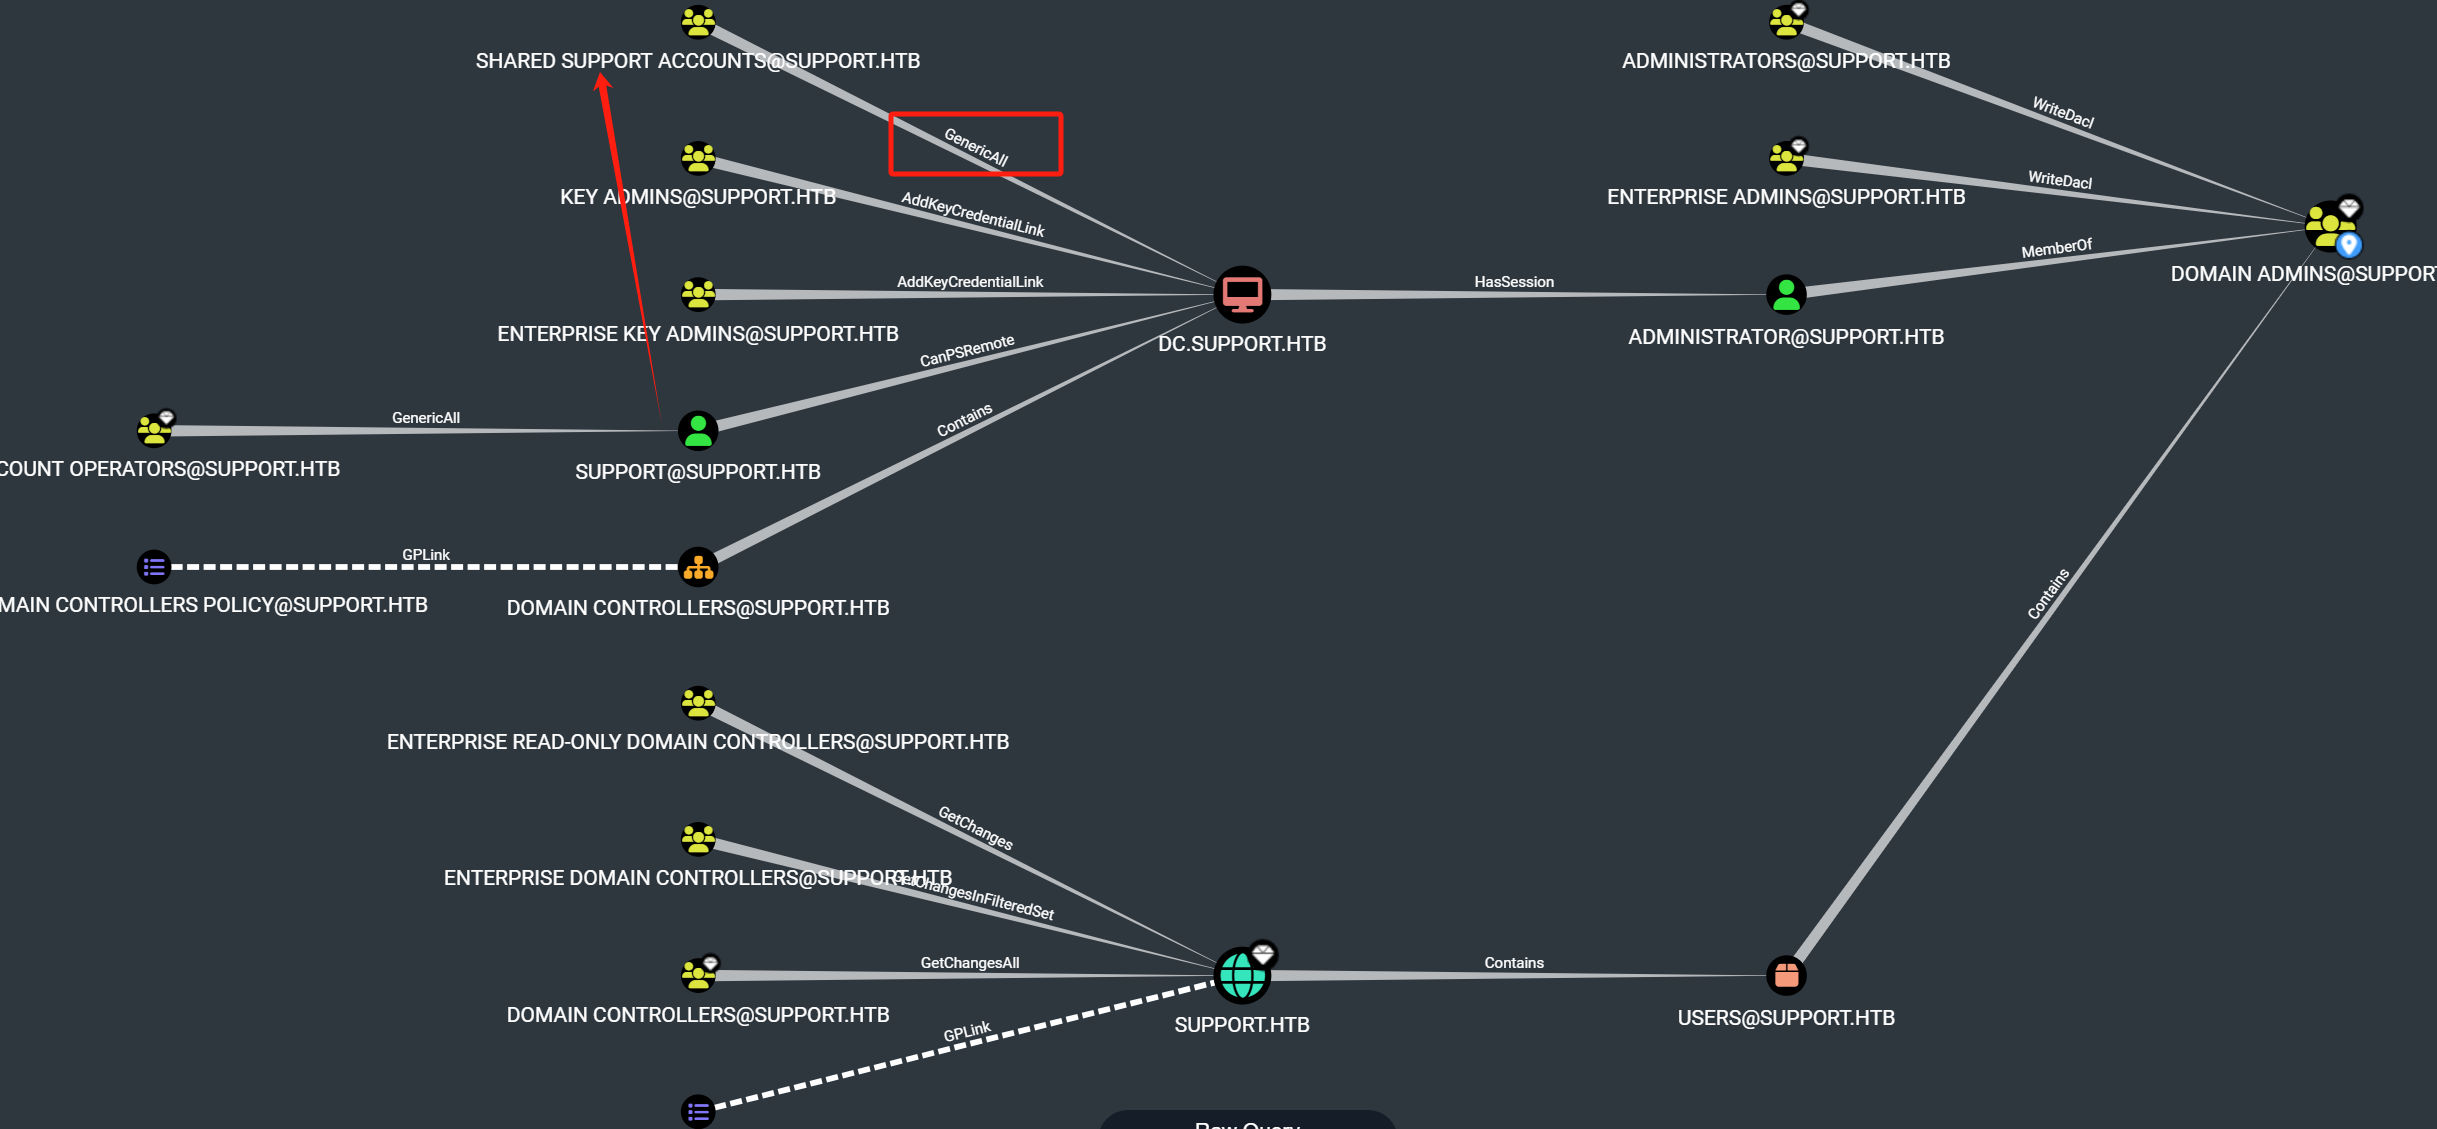 SHARED SUPPORT ACCOUNTS@SUPPORT.HTB
ADMINISTRATORS@SUPPORT.HTB
GenericAll
WriteDacl
KEY ADMINS@SUPPORT.HTB
AddKeyCredentialLink
ENTERPRISE ADMINS@SUPPORT.HTB
WriteDacl
MemberOf
DOMAIN ADMINS@SUPPORT
AddKeyCredentialLink
HasSession
ENTERPRISE KEY ADMINS@SUPPORT.HTB
DC.SUPPORT.HTB
ADMINISTRATOR@SUPPORT.HTB
CanPSRemote
GenericAll
Contains
COUNT OPERATORS@SUPPORT.HTB
SUPPORT@SUPPORT.HTB
GPLink
MAIN CONTROLLERS POLICY@SUPPORT.HTB
DOMAIN CONTROLLERS@SUPPORT.HTB
Contains
ENTERPRISE READ-ONLY DOMAIN CONTROLLERS@SUPPORT.HTB
GetChanges
ENTERPRISE DOMAIN CONTROLLERS@SUPPORT.HTB
GetChangesInFilteredSet
GetChangesAll
Contains
DOMAIN CONTROLLERS@SUPPORT.HTB
SUPPORT.HTB
USERS@SUPPORT.HTB
GPLink
Raw Query